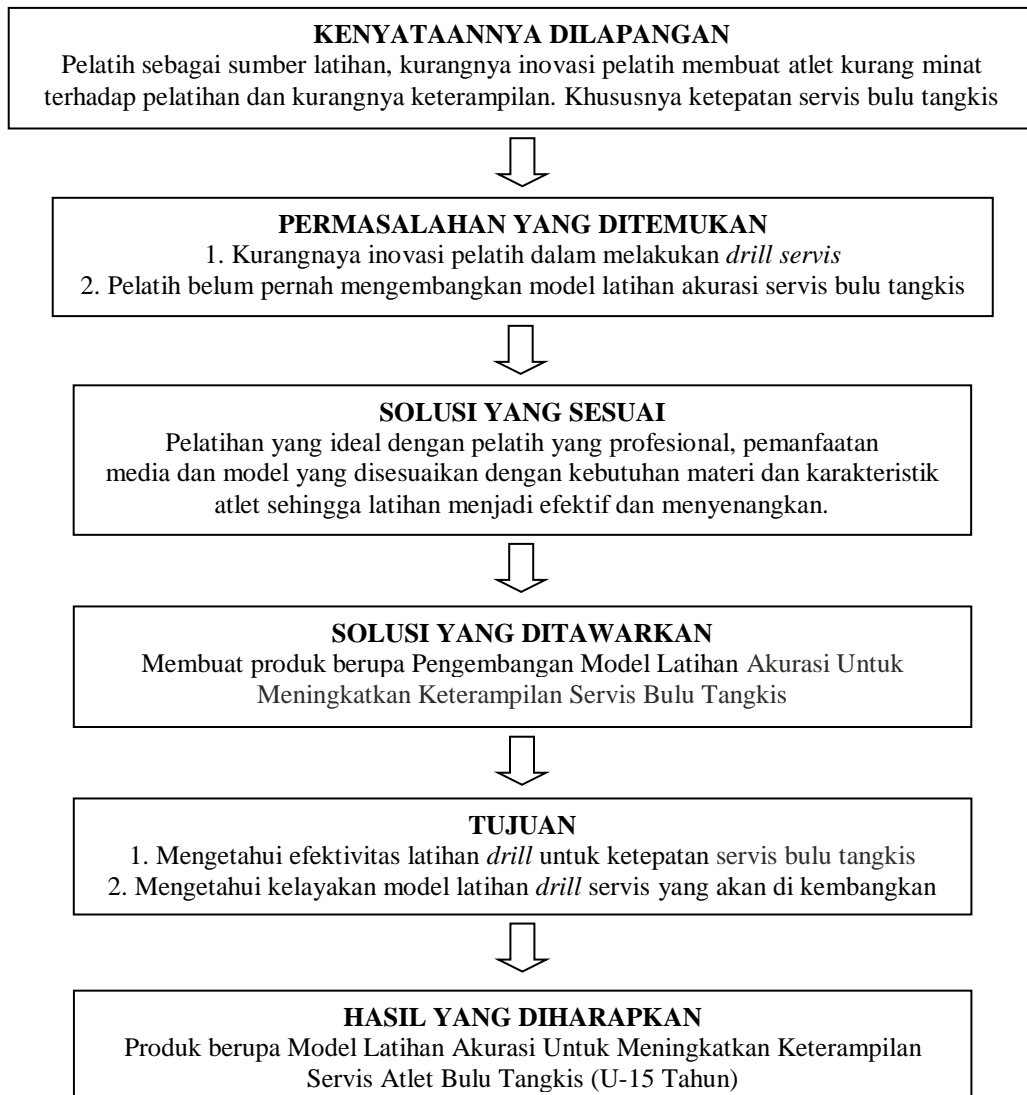 KENYATAANNYA DILAPANGAN
Pelatih sebagai sumber latihan, kurangnya inovasi pelatih membuat atlet kurang minat
terhadap pelatihan dan kurangnya keterampilan. Khususnya ketepatan servis bulu tangkis
PERMASALAHAN YANG DITEMUKAN
1. Kurangnaya inovasi pelatih dalam melakukan drill servis
2. Pelatih belum pernah mengembangkan model latihan akurasi servis bulu tangkis
SOLUSI YANG SESUAI
Pelatihan yang ideal dengan pelatih yang profesional, pemanfaatan
media dan model yang disesuaikan dengan kebutuhan materi dan karakteristik
atlet sehingga latihan menjadi efektif dan menyenangkan.
SOLUSI YANG DITAWARKAN
Membuat produk berupa Pengembangan Model Latihan Akurasi Untuk
Meningkatkan Keterampilan Servis Bulu Tangkis
TUJUAN
1. Mengetahui efektivitas latihan drill untuk ketepatan servis bulu tangkis
2. Mengetahui kelayakan model latihan drill servis yang akan di kembangkan
HASIL YANG DIHARAPKAN
Produk berupa Model Latihan Akurasi Untuk Meningkatkan Keterampilan
Servis Atlet Bulu Tangkis (U-15 Tahun)